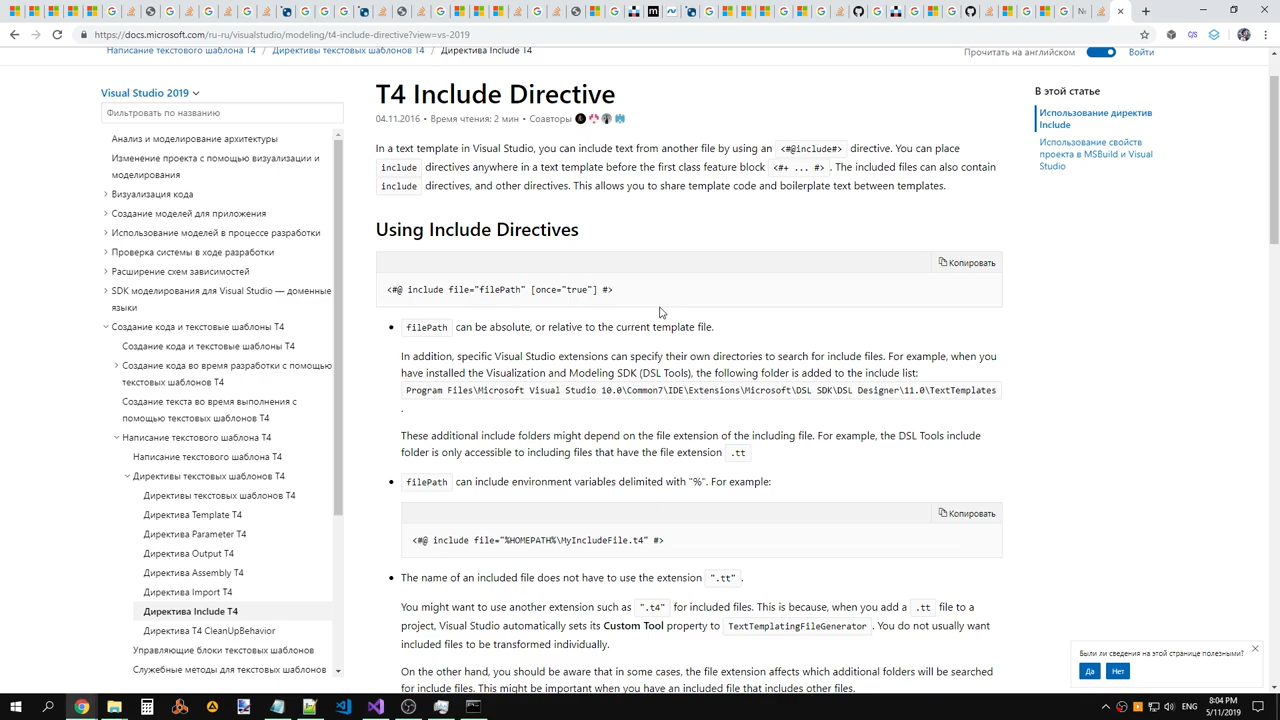 https://docs.microsoft.com/ru-ru/visualstudio/modeling/t4-include-directive?view=vs-2019
Написание текстового шаблона T4 / Директивы текстовых шаблонов T4 / Директива Include T4
Прочитать на английском
Войти
Visual Studio 2019
Фильтровать по названию
Анализ и моделирование архитектуры
Изменение проекта с помощью визуализации и
моделирования
Визуализация кода
Создание моделей для приложения
Использование моделей в процессе разработки
Проверка системы в ходе разработки
Расширение схем зависимостей
SDK моделирования для Visual Studio — доменные
языки
Создание кода и текстовые шаблоны T4
Создание кода и текстовые шаблоны T4
Создание кода во время разработки с помощью
текстовых шаблонов T4
Создание текста во время выполнения с
помощью текстовых шаблонов T4
Написание текстового шаблона T4
Написание текстового шаблона T4
Директивы текстовых шаблонов T4
Директивы текстовых шаблонов T4
Директива Template T4
Директива Parameter T4
Директива Output T4
Директива Assembly T4
Директива Import T4
Директива Include T4
Директива T4 CleanUpBehavior
Управляющие блоки текстовых шаблонов
Служебные методы для текстовых шаблонов
T4 Include Directive
04.11.2016 • Время чтения: 2 мин • Соавторы
In a text template in Visual Studio, you can include text from another file by using an <#@include#> directive. You can place
include directives anywhere in a text template before the first class feature block <#+ ... #> . The included files can also contain
include directives, and other directives. This allows you to share template code and boilerplate text between templates.
Using Include Directives
Копировать
<#@ include file="filePath" [once="true"] #>
• filePath can be absolute, or relative to the current template file.
In addition, specific Visual Studio extensions can specify their own directories to search for include files. For example, when you
have installed the Visualization and Modeling SDK (DSL Tools), the following folder is added to the include list:
Program Files\Microsoft Visual Studio 10.0\Common7\IDE\Extensions\Microsoft\DSL SDK\DSL Designer\11.0\TextTemplates
.
These additional include folders might depend on the file extension of the including file. For example, the DSL Tools include
folder is only accessible to including files that have the file extension .tt
• filePath can include environment variables delimited with "%". For example:
Копировать
<#@ include file="%HOMEPATH%\MyIncludeFile.t4" #>
• The name of an included file does not have to use the extension ".tt" .
You might want to use another extension such as ".t4" for included files. This is because, when you add a .tt file to a
project, Visual Studio automatically sets its Custom Tool property to TextTemplatingFileGenerator . You do not usually want
included files to be transformed individually.
On the other hand, you should be aware that in some cases, the file extension affects which additional folders will be searched
for include files. This might be important when you have an included file that includes other files.
В этой статье
Использование директив
Include
Использование свойств
проекта в MSBuild и Visual
Studio
Были ли сведения на этой странице полезными?
Да
Нет
ENG
8:04 PM
5/11/2019